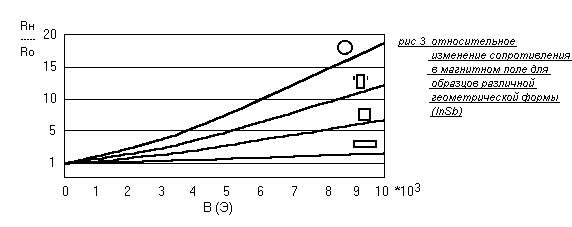 Rн
Rо
20
15
10
5
1
0 1 2 3 4 5 6 7 8 9 10 *10³
В (Э)
рис 3 относительное
изменение сопротивления
в магнитном поле для
образцов различной
геометрической формы
(InSb)